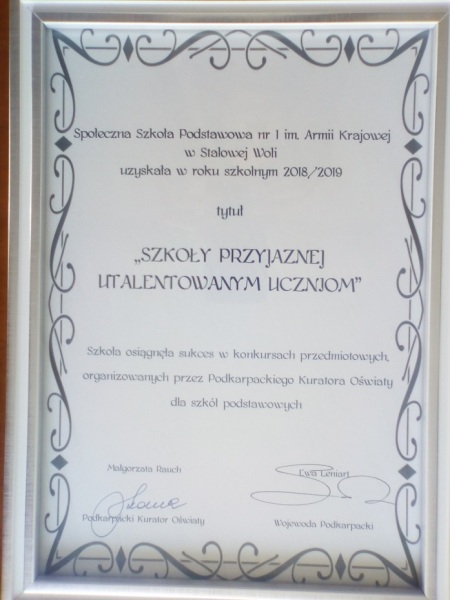 Społeczna Szkoła Podstawowa nr 1 im. Armii Krajowej
w Stalowej Woli
uzyskała w roku szkolnym 2018/2019
tytuł
„SZKOŁY PRZYJAZNEJ
UTALENTOWANYM UCZNIOM”
Szkoła osiągnęła sukces w konkursach przedmiotowych,
organizowanych przez Podkarpackiego Kuratora Oświaty
dla szkół podstawowych
Małgorzata Rauch
Ewa Leniart
Podkarpacki Kurator Oświaty
Wojewoda Podkarpacki